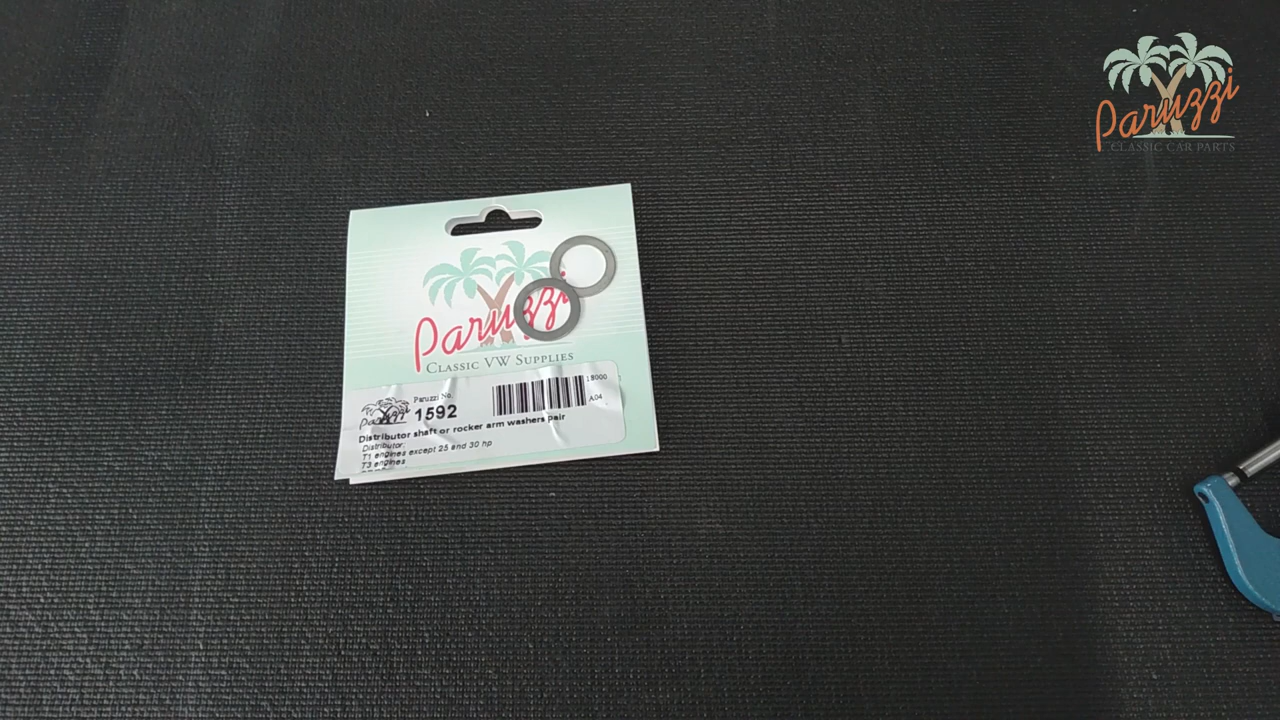 Paruzzi
CLASSIC CAR PARTS
Paruzzi
CLASSIC VW SUPPLIES
Paruzzi No.
1592
18000
A04
Paruzzi
Distributor shaft or rocker arm washers pair
Distributor:
T1 engines except 25 and 30 hp
T3 engines